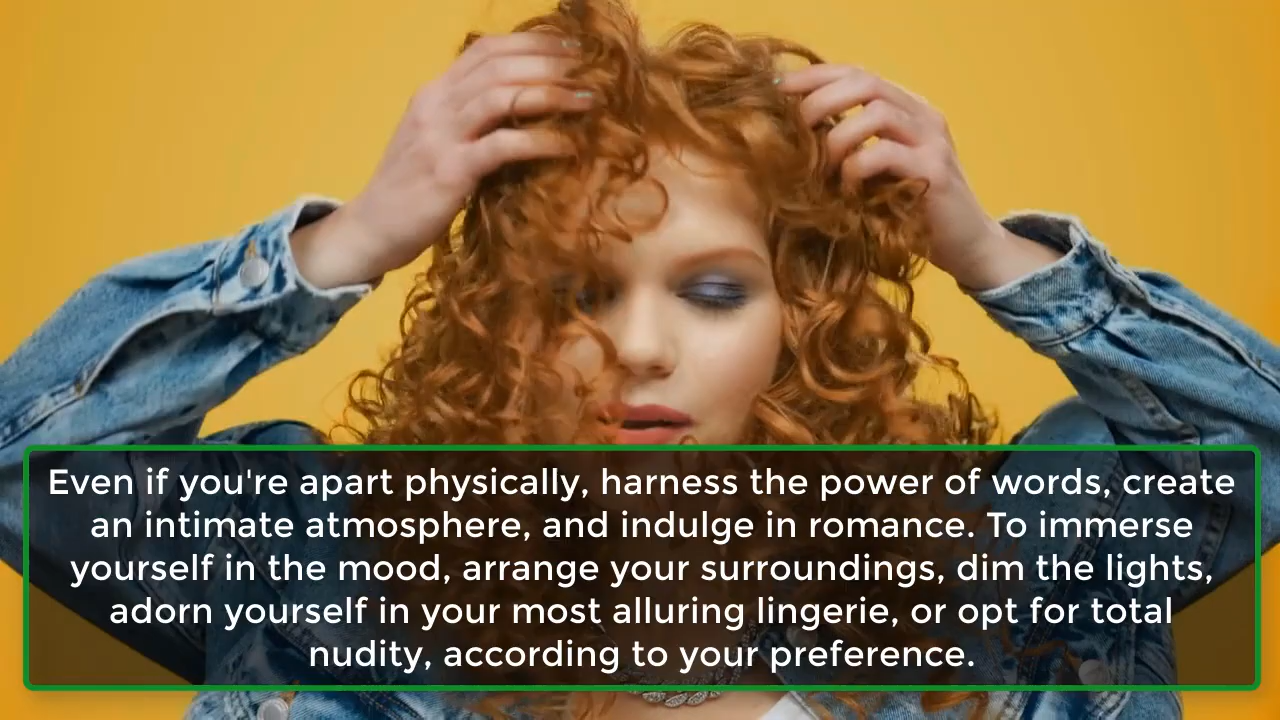 Even if you're apart physically, harness the power of words, create
an intimate atmosphere, and indulge in romance. To immerse
yourself in the mood, arrange your surroundings, dim the lights,
adorn yourself in your most alluring lingerie, or opt for total
nudity, according to your preference.